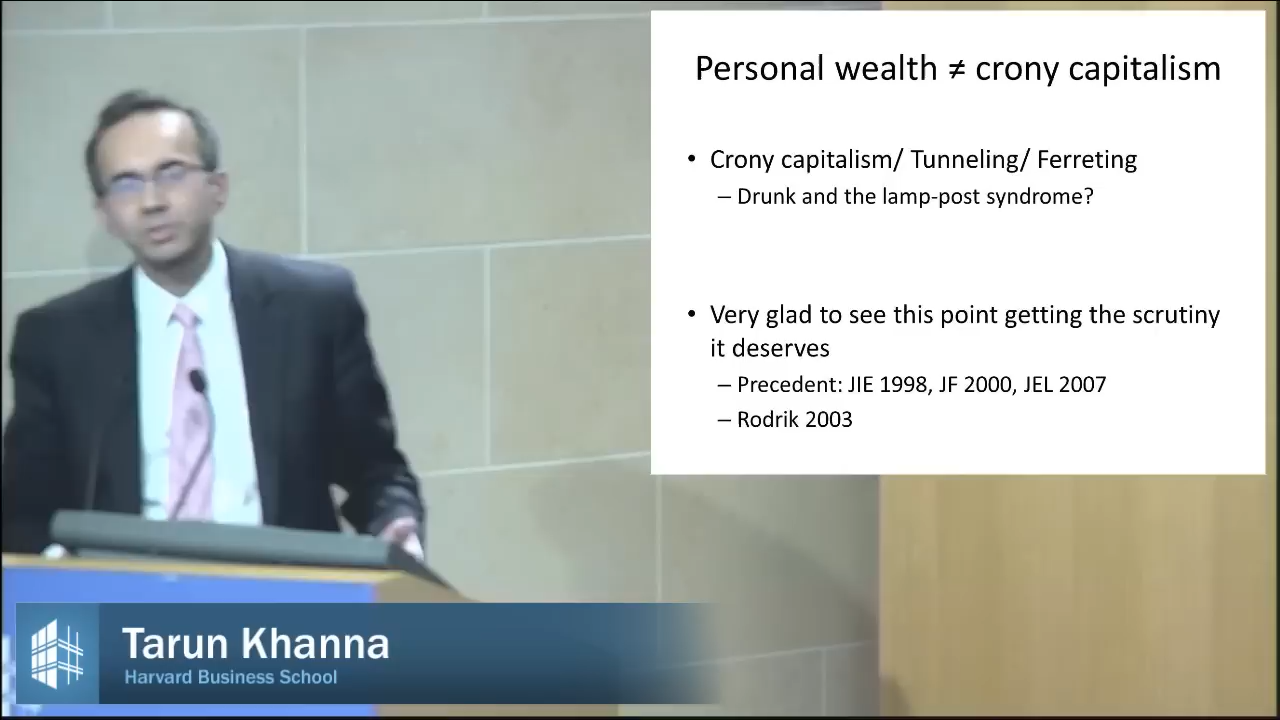 Personal wealth ≠ crony capitalism
• Crony capitalism/ Tunneling/ Ferreting
– Drunk and the lamp-post syndrome?
• Very glad to see this point getting the scrutiny
it deserves
– Precedent: JIE 1998, JF 2000, JEL 2007
– Rodrik 2003
Tarun Khanna
Harvard Business School